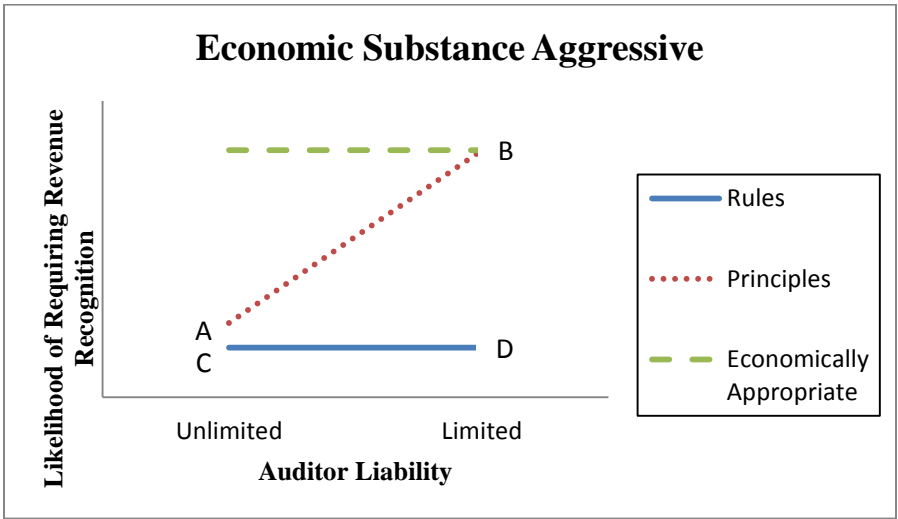 Economic Substance Aggressive
Likelihood of Requiring Revenue
Recognition
B
A
C
D
Unlimited
Limited
Auditor Liability
Rules
Principles
Economically
Appropriate